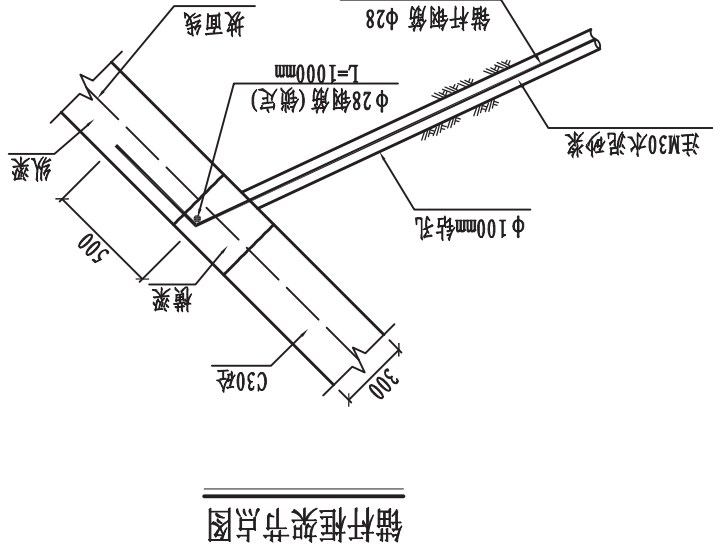 锚杆框架节点图
300
C30砼
横梁
500
φ100mm钻孔
纵梁
注M30水泥砂浆
φ28钢筋(锁定)
L=1000mm
锚杆钢筋 φ28
坡面线